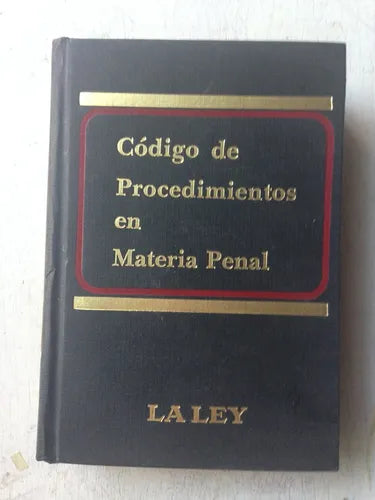 Código de
Procedimientos
en
Materia Penal
LA LEY